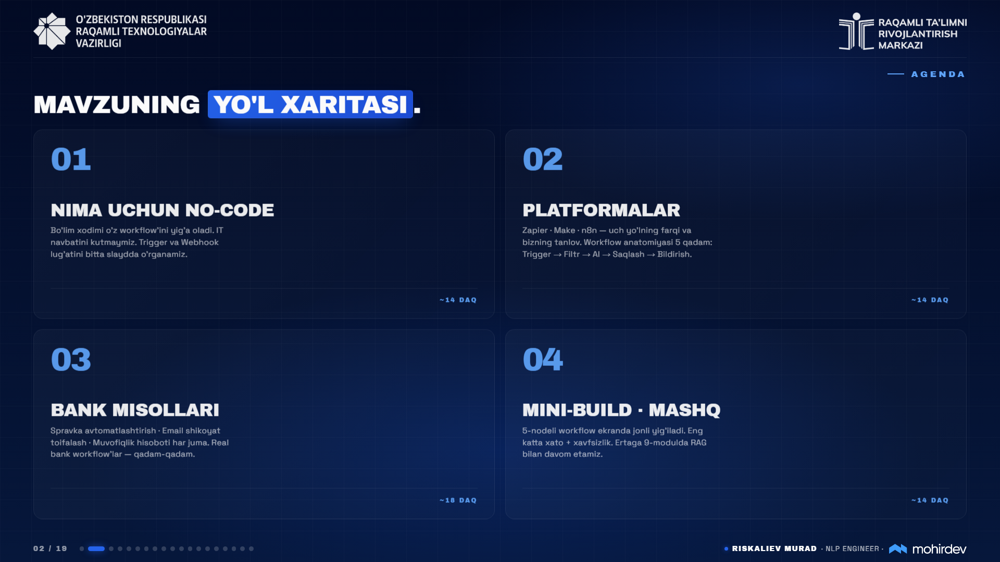 O'ZBEKISTON RESPUBLIKASI
RAQAMLI TEXNOLOGIYALAR
VAZIRLIGI
RAQAMLI TA'LIMNI
RIVOJLANTIRISH
MARKAZI
AGENDA
MAVZUNING YO'L XARITASI.
01
NIMA UCHUN NO-CODE
Bo'lim xodimi o'z workflow'ini yig'a oladi. IT
navbatini kutmaymiz. Trigger va Webhook
lug'atini bitta slaydda o'rganamiz.
~14 DAQ
02
PLATFORMALAR
Zapier · Make · n8n — uch yo'lning farqi va
bizning tanlov. Workflow anatomiyasi 5 qadam:
Trigger → Filtr → AI → Saqlash → Bildirish.
~14 DAQ
03
BANK MISOLLARI
Spravka avtomatlashtirish · Email shikoyat
toifalash · Muvofiqlik hisoboti har juma. Real
bank workflow'lar — qadam-qadam.
~18 DAQ
04
MINI-BUILD · MASHQ
5-nodeli workflow ekranda jonli yig'iladi. Eng
katta xato + xavfsizlik. Ertaga 9-modulda RAG
bilan davom etamiz.
~14 DAQ
02 / 19
RISKALIEV MURAD · NLP ENGINEER · mohirdev